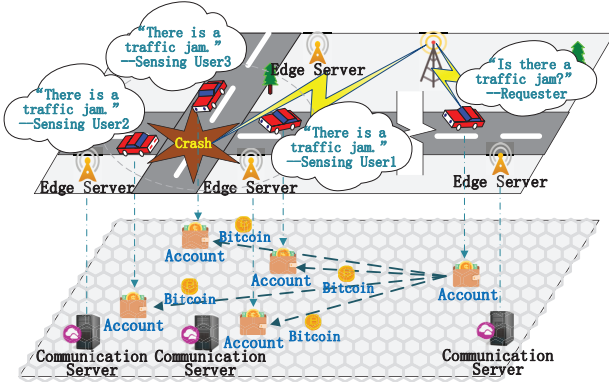 “There is a
traffic jam.”
--Sensing User3
“Is there a
traffic jam?”
--Requester
Edge Server
“There is a
traffic jam.”
--Sensing User2
Crash
“There is a
traffic jam.”
--Sensing User1
Edge Server
Edge Server
Edge Server
Bitcoin
Account
Account
Bitcoin
Account
Bitcoin
Account
Account
Bitcoin
Communication
Server
Communication
Server
Communication
Server